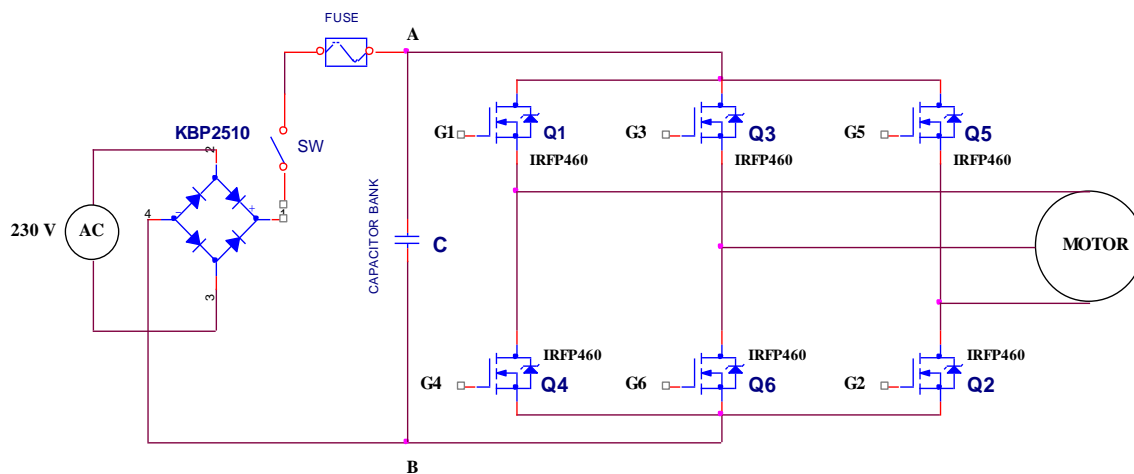 FUSE
A
KBP2510
SW
2
4
-
+
1
3
230 V
AC
CAPACITOR BANK
C
G1
Q1
IRFP460
G3
Q3
IRFP460
G5
Q5
IRFP460
MOTOR
G4
IRFP460
Q4
G6
IRFP460
Q6
G2
IRFP460
Q2
B